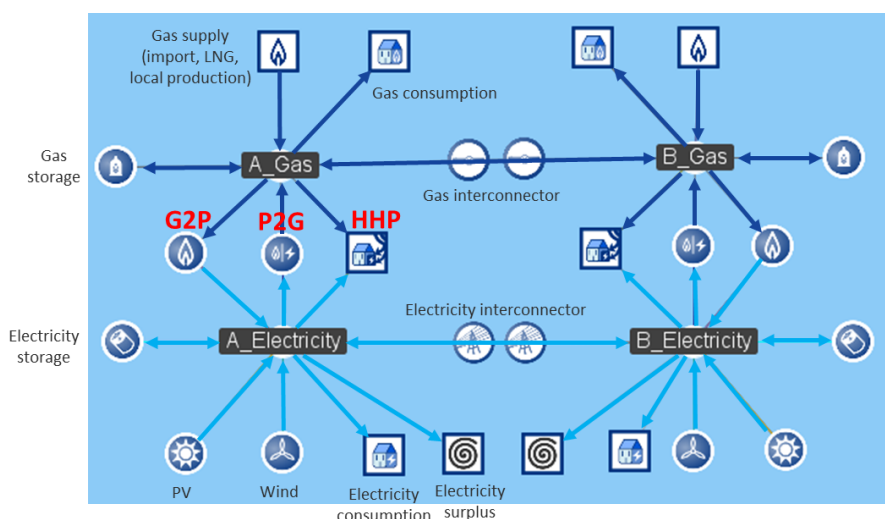 Gas supply
(import, LNG,
local production)
Gas consumption
Gas
storage
A_Gas
B_Gas
Gas interconnector
G2P
P2G
HHP
Electricity interconnector
Electricity
storage
A_Electricity
B_Electricity
PV
Wind
Electricity
consumption
Electricity
surplus